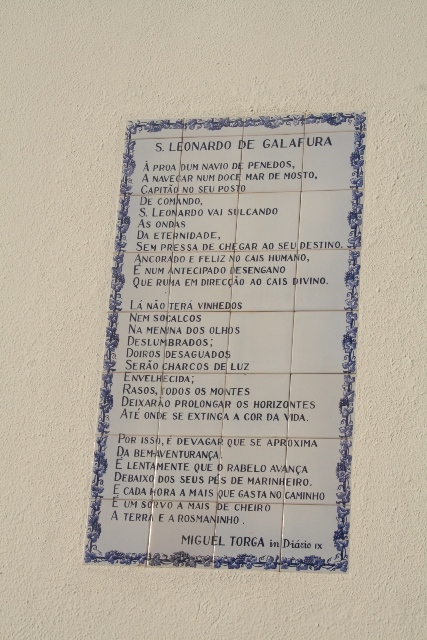 S. LEONARDO DE GALAFURA
À PROA DUM NAVIO DE PENEDOS,
A NAVEGAR NUM DOCE MAR DE MOSTO,
CAPITÃO NO SEU POSTO
DE COMANDO,
S. LEONARDO VAI SULCANDO
AS ONDAS
DA ETERNIDADE,
SEM PRESSA DE CHEGAR AO SEU DESTINO.
ANCORADO E FELIZ NO CAIS HUMANO,
É NUM ANTECIPADO DESENGANO
QUE RUMA EM DIRECÇÃO AO CAIS DIVINO.
LÁ NÃO TERÁ VINHEDOS
NEM SOCALCOS
NA MENINA DOS OLHOS
DESLUMBRADOS;
DOIROS DESAGUADOS
SERÃO CHARCOS DE LUZ
ENVELHECIDA;
RASOS, TODOS OS MONTES
DEIXARÃO PROLONGAR OS HORIZONTES
ATÉ ONDE SE EXTINGA A COR DA VIDA.
POR ISSO, É DEVAGAR QUE SE APROXIMA
DA BEM-AVENTURANÇA.
É LENTAMENTE QUE O RABELO AVANÇA
DEBAIXO DOS SEUS PÉS DE MARINHEIRO.
E CADA HORA A MAIS QUE GASTA NO CAMINHO
É UM SORVO A MAIS DE CHEIRO
A TERRA E A ROSMANINHO.
MIGUEL TORGA in Diário IX